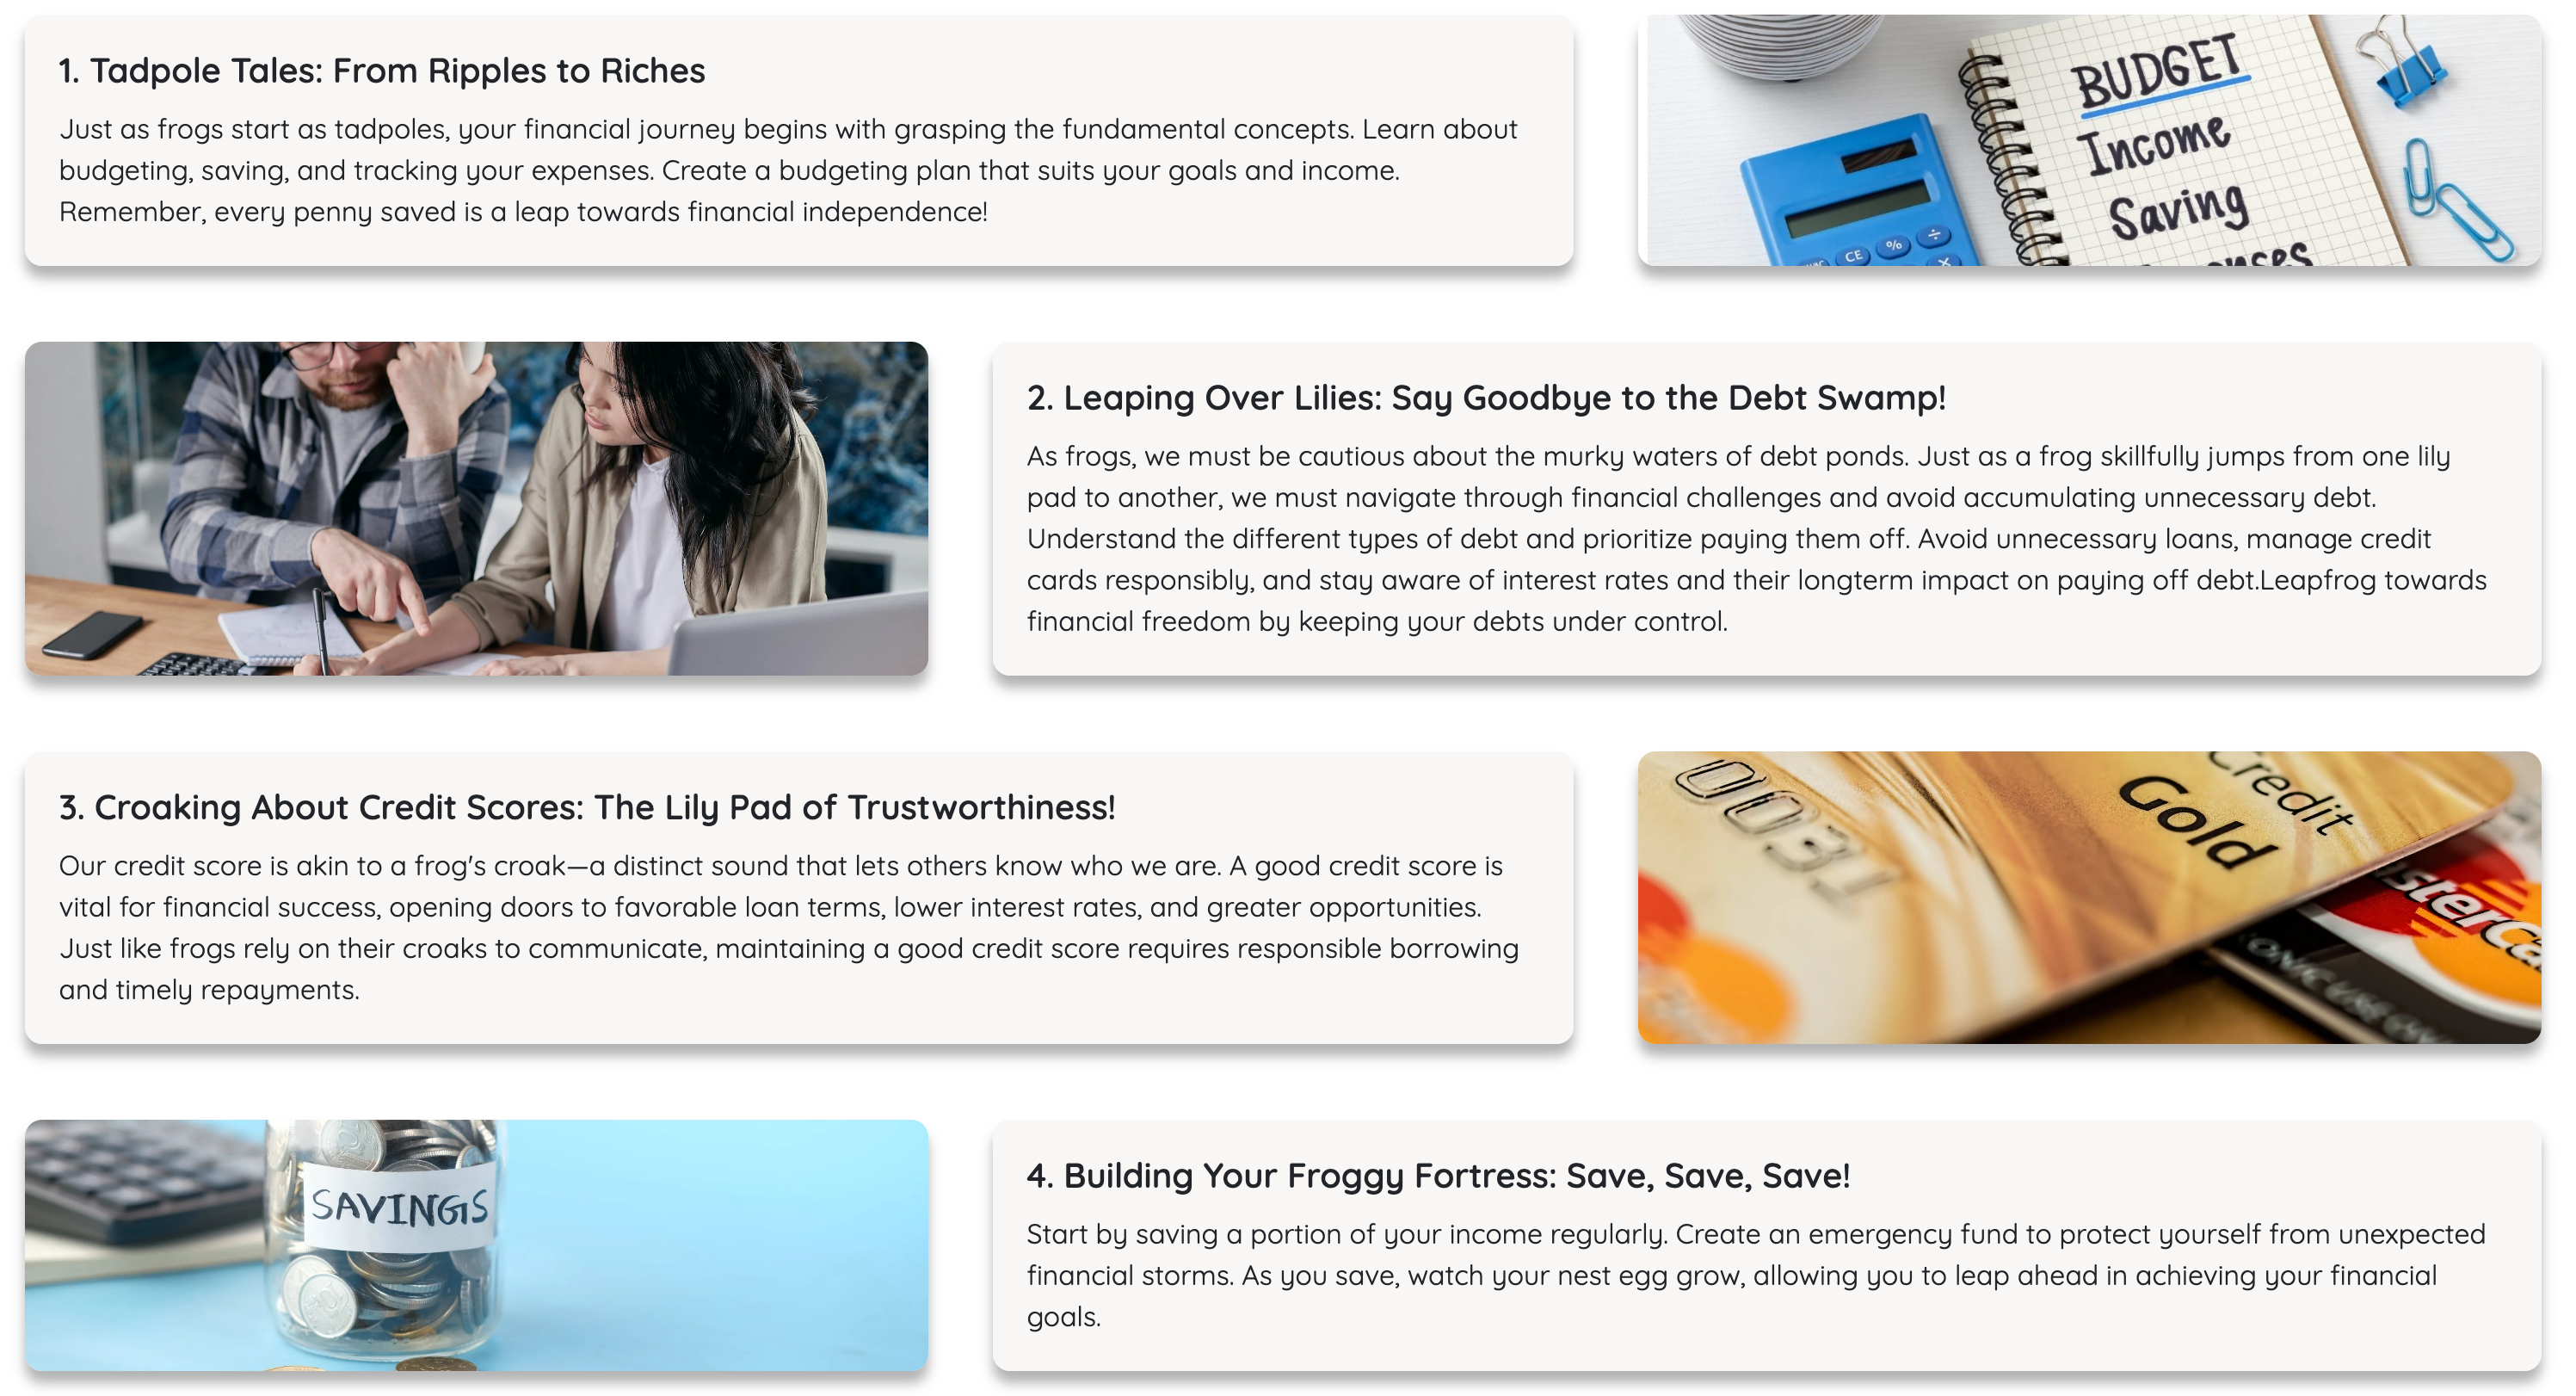 1. Tadpole Tales: From Ripples to Riches
Just as frogs start as tadpoles, your financial journey begins with grasping the fundamental concepts. Learn about
budgeting, saving, and tracking your expenses. Create a budgeting plan that suits your goals and income.
Remember, every penny saved is a leap towards financial independence!
BUDGET
Income
Saving
CE
%
÷
×
2. Leaping Over Lilies: Say Goodbye to the Debt Swamp!
As frogs, we must be cautious about the murky waters of debt ponds. Just as a frog skillfully jumps from one lily
pad to another, we must navigate through financial challenges and avoid accumulating unnecessary debt.
Understand the different types of debt and prioritize paying them off. Avoid unnecessary loans, manage credit
cards responsibly, and stay aware of interest rates and their longterm impact on paying off debt.Leapfrog towards
financial freedom by keeping your debts under control.
3. Croaking About Credit Scores: The Lily Pad of Trustworthiness!
Our credit score is akin to a frog's croak—a distinct sound that lets others know who we are. A good credit score is
vital for financial success, opening doors to favorable loan terms, lower interest rates, and greater opportunities.
Just like frogs rely on their croaks to communicate, maintaining a good credit score requires responsible borrowing
and timely repayments.
Credit
Gold
4. Building Your Froggy Fortress: Save, Save, Save!
SAVINGS
Start by saving a portion of your income regularly. Create an emergency fund to protect yourself from unexpected
financial storms. As you save, watch your nest egg grow, allowing you to leap ahead in achieving your financial
goals.